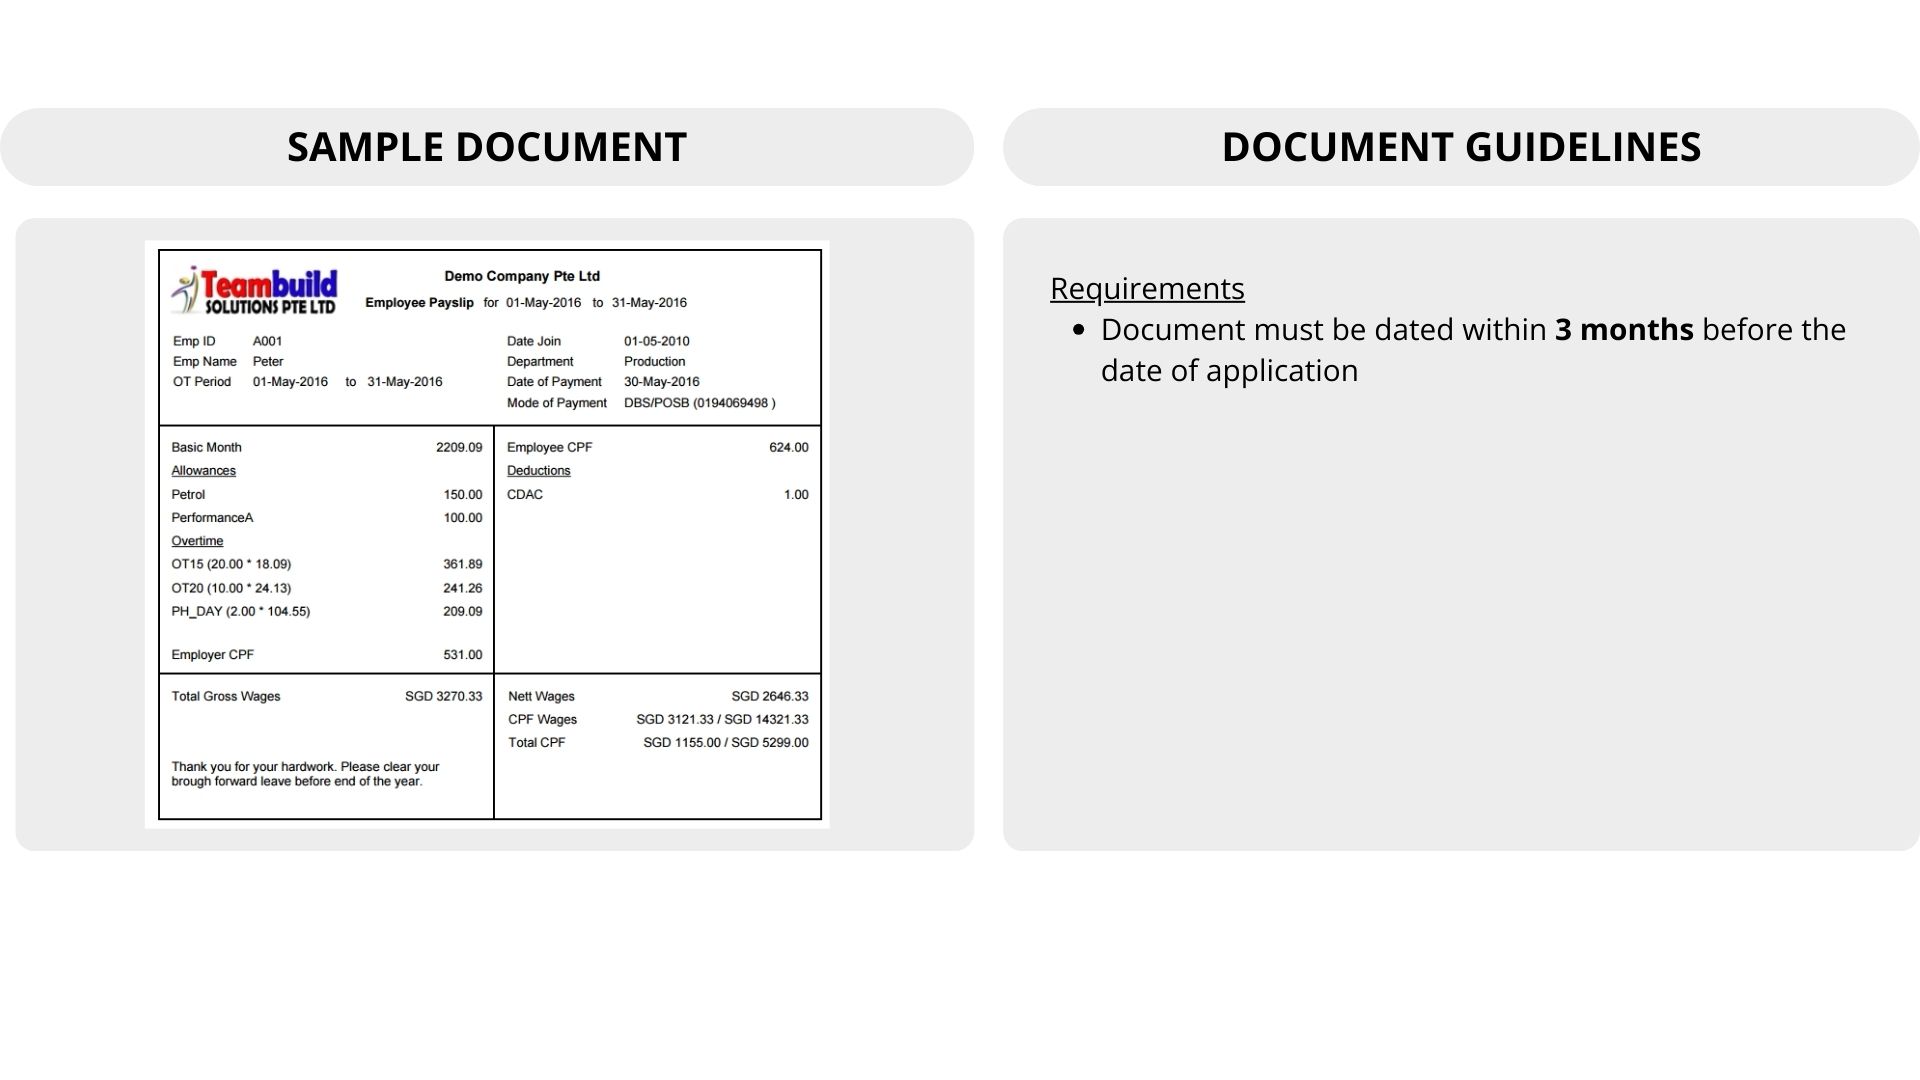 SAMPLE DOCUMENT
DOCUMENT GUIDELINES
Teambuild
SOLUTIONS PTE LTD
Demo Company Pte Ltd
Employee Payslip for 01-May-2016 to 31-May-2016
Emp ID A001
Emp Name Peter
OT Period 01-May-2016 to 31-May-2016
Date Join 01-05-2010
Department Production
Date of Payment 30-May-2016
Mode of Payment DBS/POSB (0194069498 )
Basic Month 2209.09
Allowances
Petrol 150.00
PerformanceA 100.00
Overtime
OT15 (20.00 * 18.09) 361.89
OT20 (10.00 * 24.13) 241.26
PH_DAY (2.00 * 104.55) 209.09
Employer CPF 531.00
Employee CPF 624.00
Deductions
CDAC 1.00
Total Gross Wages SGD 3270.33
Thank you for your hardwork. Please clear your
brough forward leave before end of the year.
Nett Wages SGD 2646.33
CPF Wages SGD 3121.33 / SGD 14321.33
Total CPF SGD 1155.00 / SGD 5299.00
Requirements
• Document must be dated within 3 months before the
date of application